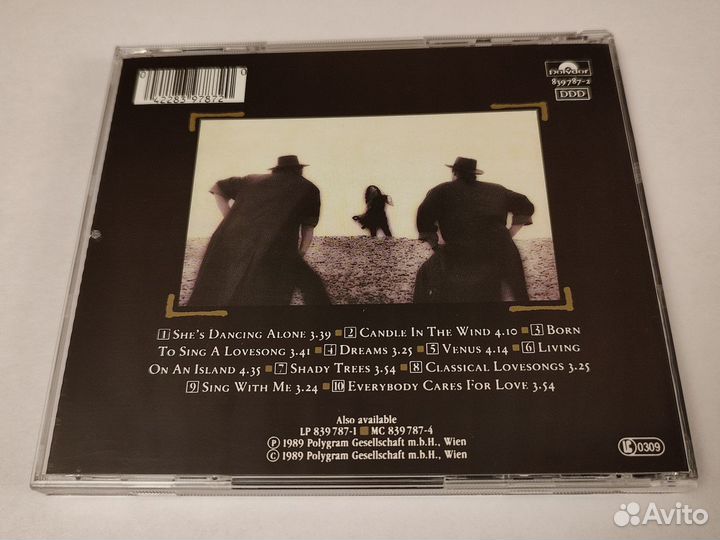 0 42283 97872 0
polydor
839 787-2
DDD
1 SHE'S DANCING ALONE 3.39 2 CANDLE IN THE WIND 4.10 3 BORN
TO SING A LOVESONG 3.41 4 DREAMS 3.25 5 VENUS 4.14 6 LIVING
ON AN ISLAND 4.35 7 SHADY TREES 3.54 8 CLASSICAL LOVESONGS 3.25
9 SING WITH ME 3.24 10 EVERYBODY CARES FOR LOVE 3.54
Also available
LP 839 787-1 MC 839 787-4
Ⓟ 1989 Polygram Gesellschaft m.b.H., Wien
© 1989 Polygram Gesellschaft m.b.H., Wien
LC 0309
Avito